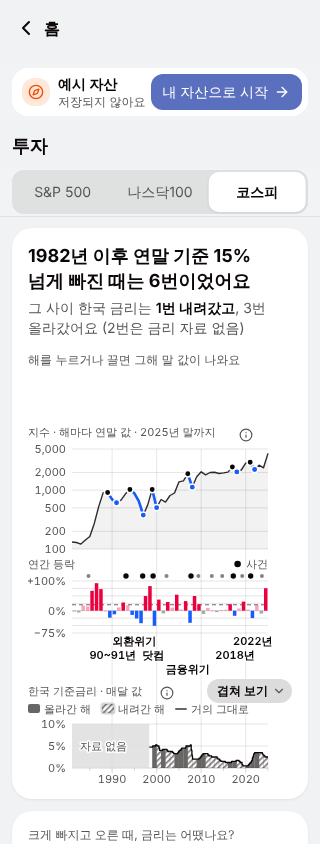 홈
예시 자산
저장되지 않아요
내 자산으로 시작 →
투자
S&P 500
나스닥100
코스피
1982년 이후 연말 기준 15%
넘게 빠진 때는 6번이었어요
그 사이 한국 금리는 1번 내려갔고, 3번
올라갔어요 (2번은 금리 자료 없음)
해를 누르거나 끌면 그해 말 값이 나와요
지수 · 해마다 연말 값 · 2025년 말까지
5,000
2,000
1,000
500
200
100
연간 등락
사건
+100%
0%
−75%
외환위기
2022년
90~91년
닷컴
2018년
금융위기
한국 기준금리 · 매달 값
겹쳐 보기
올라간 해
내려간 해
거의 그대로
10%
5%
0%
자료 없음
1990
2000
2010
2020
크게 빠지고 오른 때, 금리는 어땠나요?